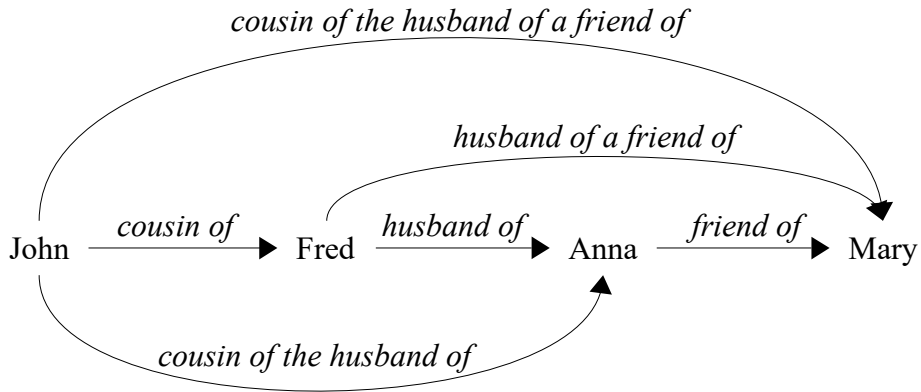 cousin of the husband of a friend of
husband of a friend of
John cousin of Fred husband of Anna friend of Mary
cousin of the husband of